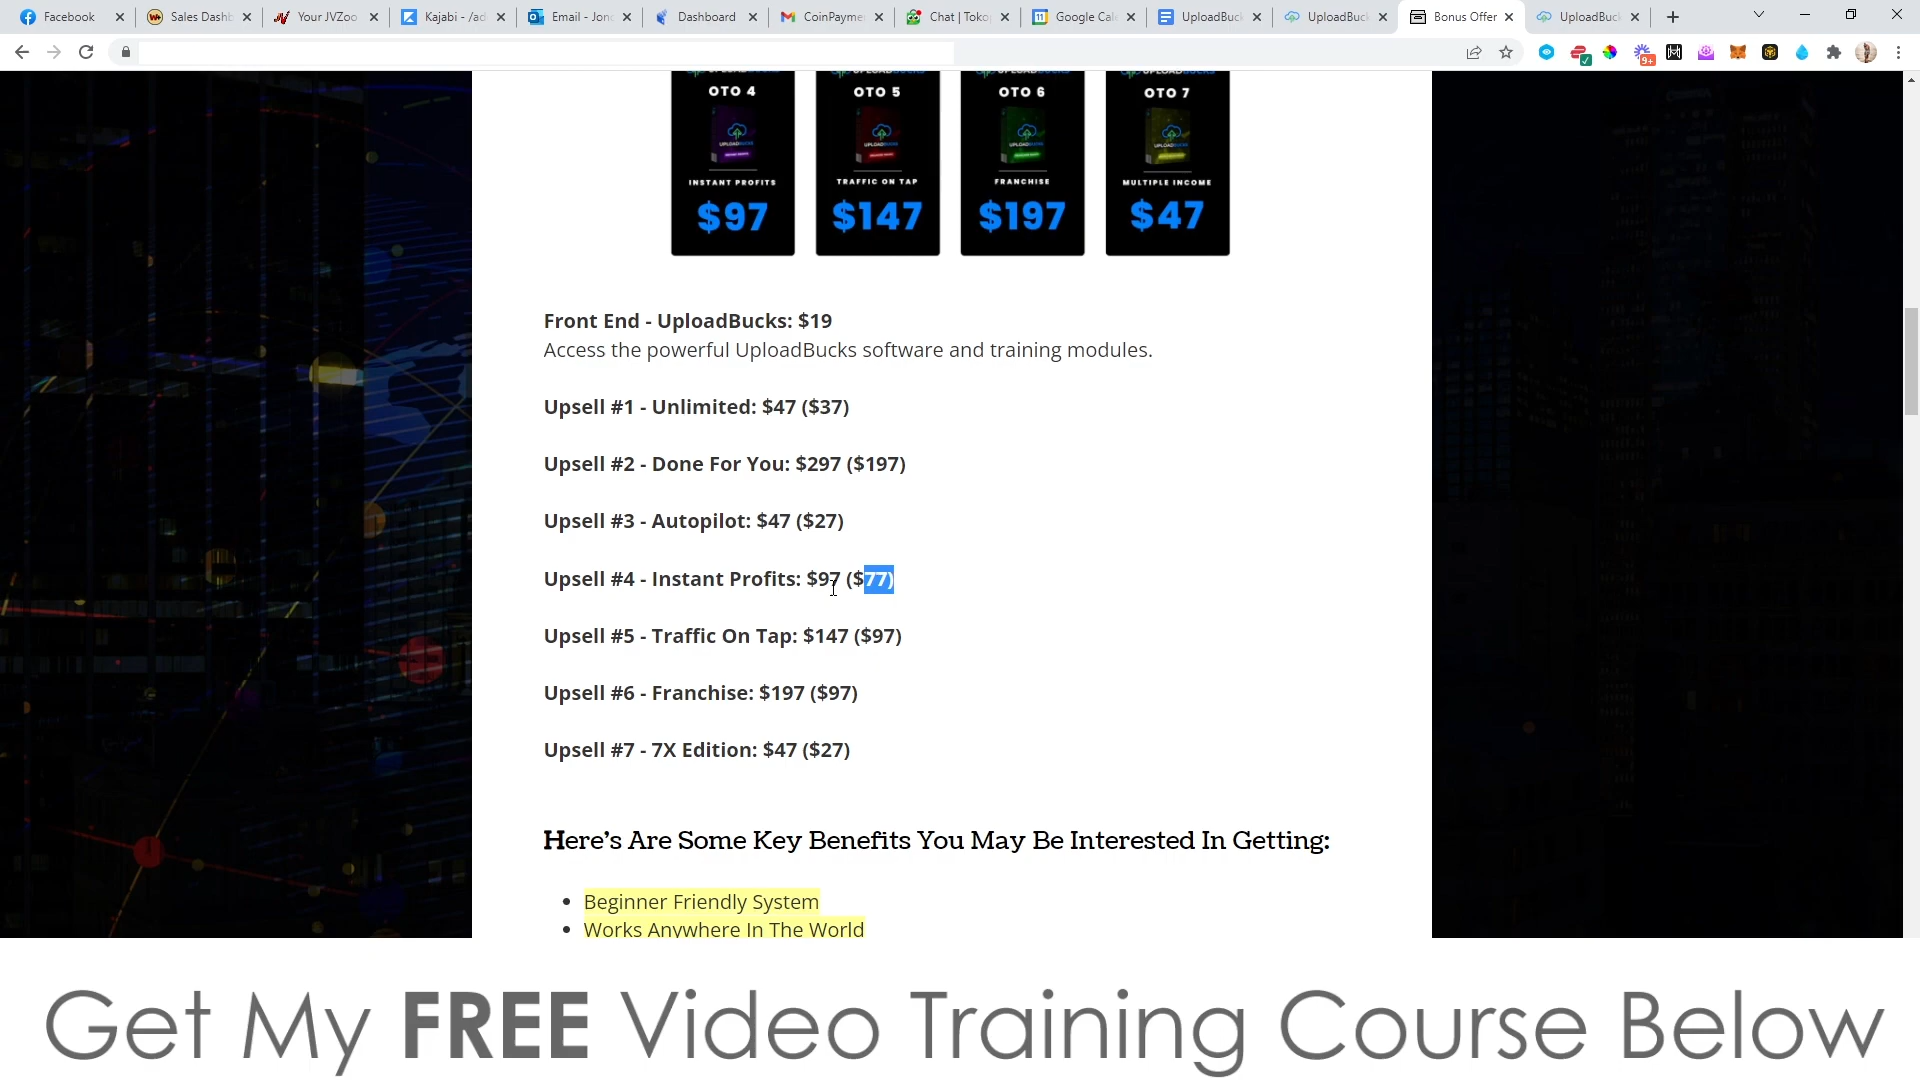 Facebook
Sales Dashb
Your JVZoo
Kajabi - /ad
Email - Jon
Dashboard
CoinPayme
Chat | Toko
Google Cal
UploadBuc
UploadBuc
Bonus Offer
UploadBuc
9+
OTO 4
OTO 5
OTO 6
OTO 7
INSTANT PROFITS
TRAFFIC ON TAP
FRANCHISE
MULTIPLE INCOME
$97
$147
$197
$47
Front End - UploadBucks: $19
Access the powerful UploadBucks software and training modules.
Upsell #1 - Unlimited: $47 ($37)
Upsell #2 - Done For You: $297 ($197)
Upsell #3 - Autopilot: $47 ($27)
Upsell #4 - Instant Profits: $97 ($77)
Upsell #5 - Traffic On Tap: $147 ($97)
Upsell #6 - Franchise: $197 ($97)
Upsell #7 - 7X Edition: $47 ($27)
Here's Are Some Key Benefits You May Be Interested In Getting:
Beginner Friendly System
Works Anywhere In The World
Get My FREE Video Training Course Below